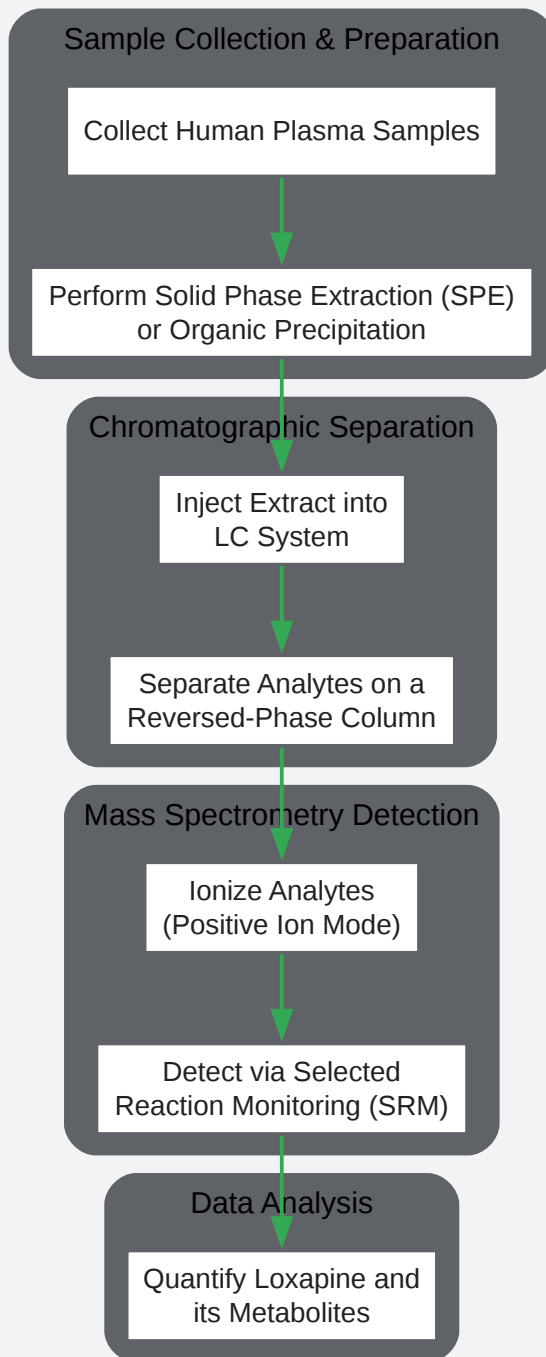 Sample Collection & Preparation
Collect Human Plasma Samples
Perform Solid Phase Extraction (SPE)
or Organic Precipitation
Chromatographic Separation
Inject Extract into
LC System
Separate Analytes on a
Reversed-Phase Column
Mass Spectrometry Detection
Ionize Analytes
(Positive Ion Mode)
Detect via Selected
Reaction Monitoring (SRM)
Data Analysis
Quantify Loxapine and
its Metabolites